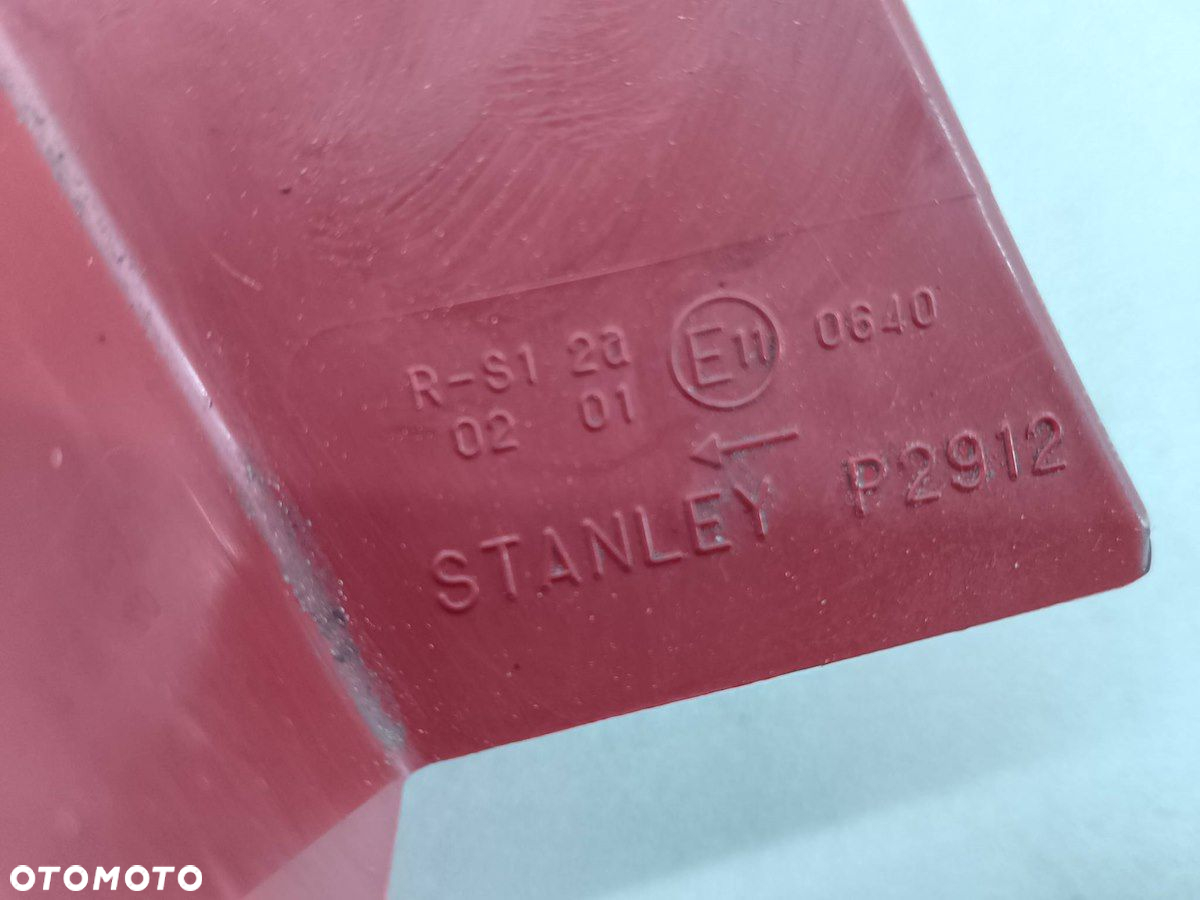 R-S1 2a E11 0640
02 01 ←
STANLEY P2912
OTOMOTO